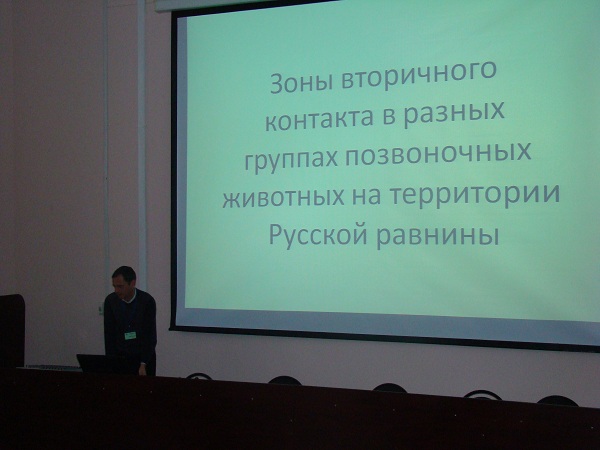 Зоны вторичного
контакта в разных
группах позвоночных
животных на территории
Русской равнины